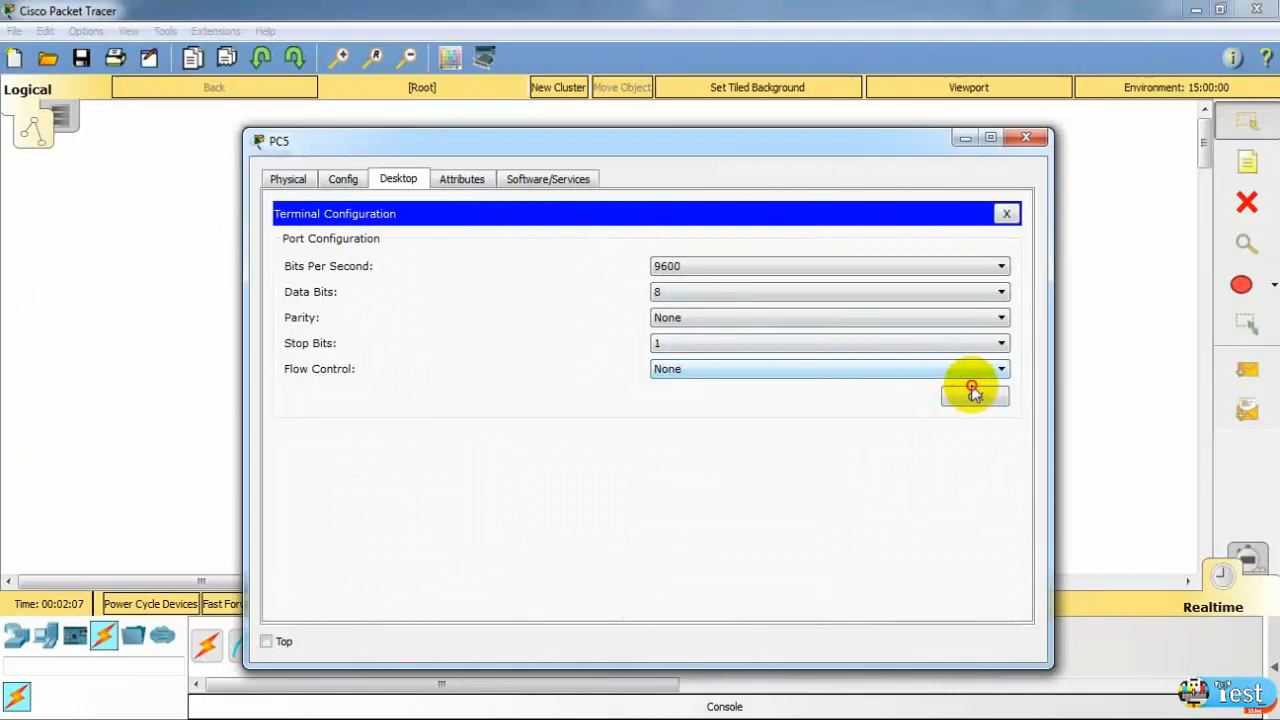 Cisco Packet Tracer
File Edit Options View Tools Extensions Help
Logical
Back
[Root]
New Cluster
Move Object
Set Tiled Background
Viewport
Environment: 15:00:00
PC5
Physical
Config
Desktop
Attributes
Software/Services
Terminal Configuration
X
Port Configuration
Bits Per Second: 9600
Data Bits: 8
Parity: None
Stop Bits: 1
Flow Control: None
Top
Time: 00:02:07
Power Cycle Devices
Fast For
Realtime
Console
Test